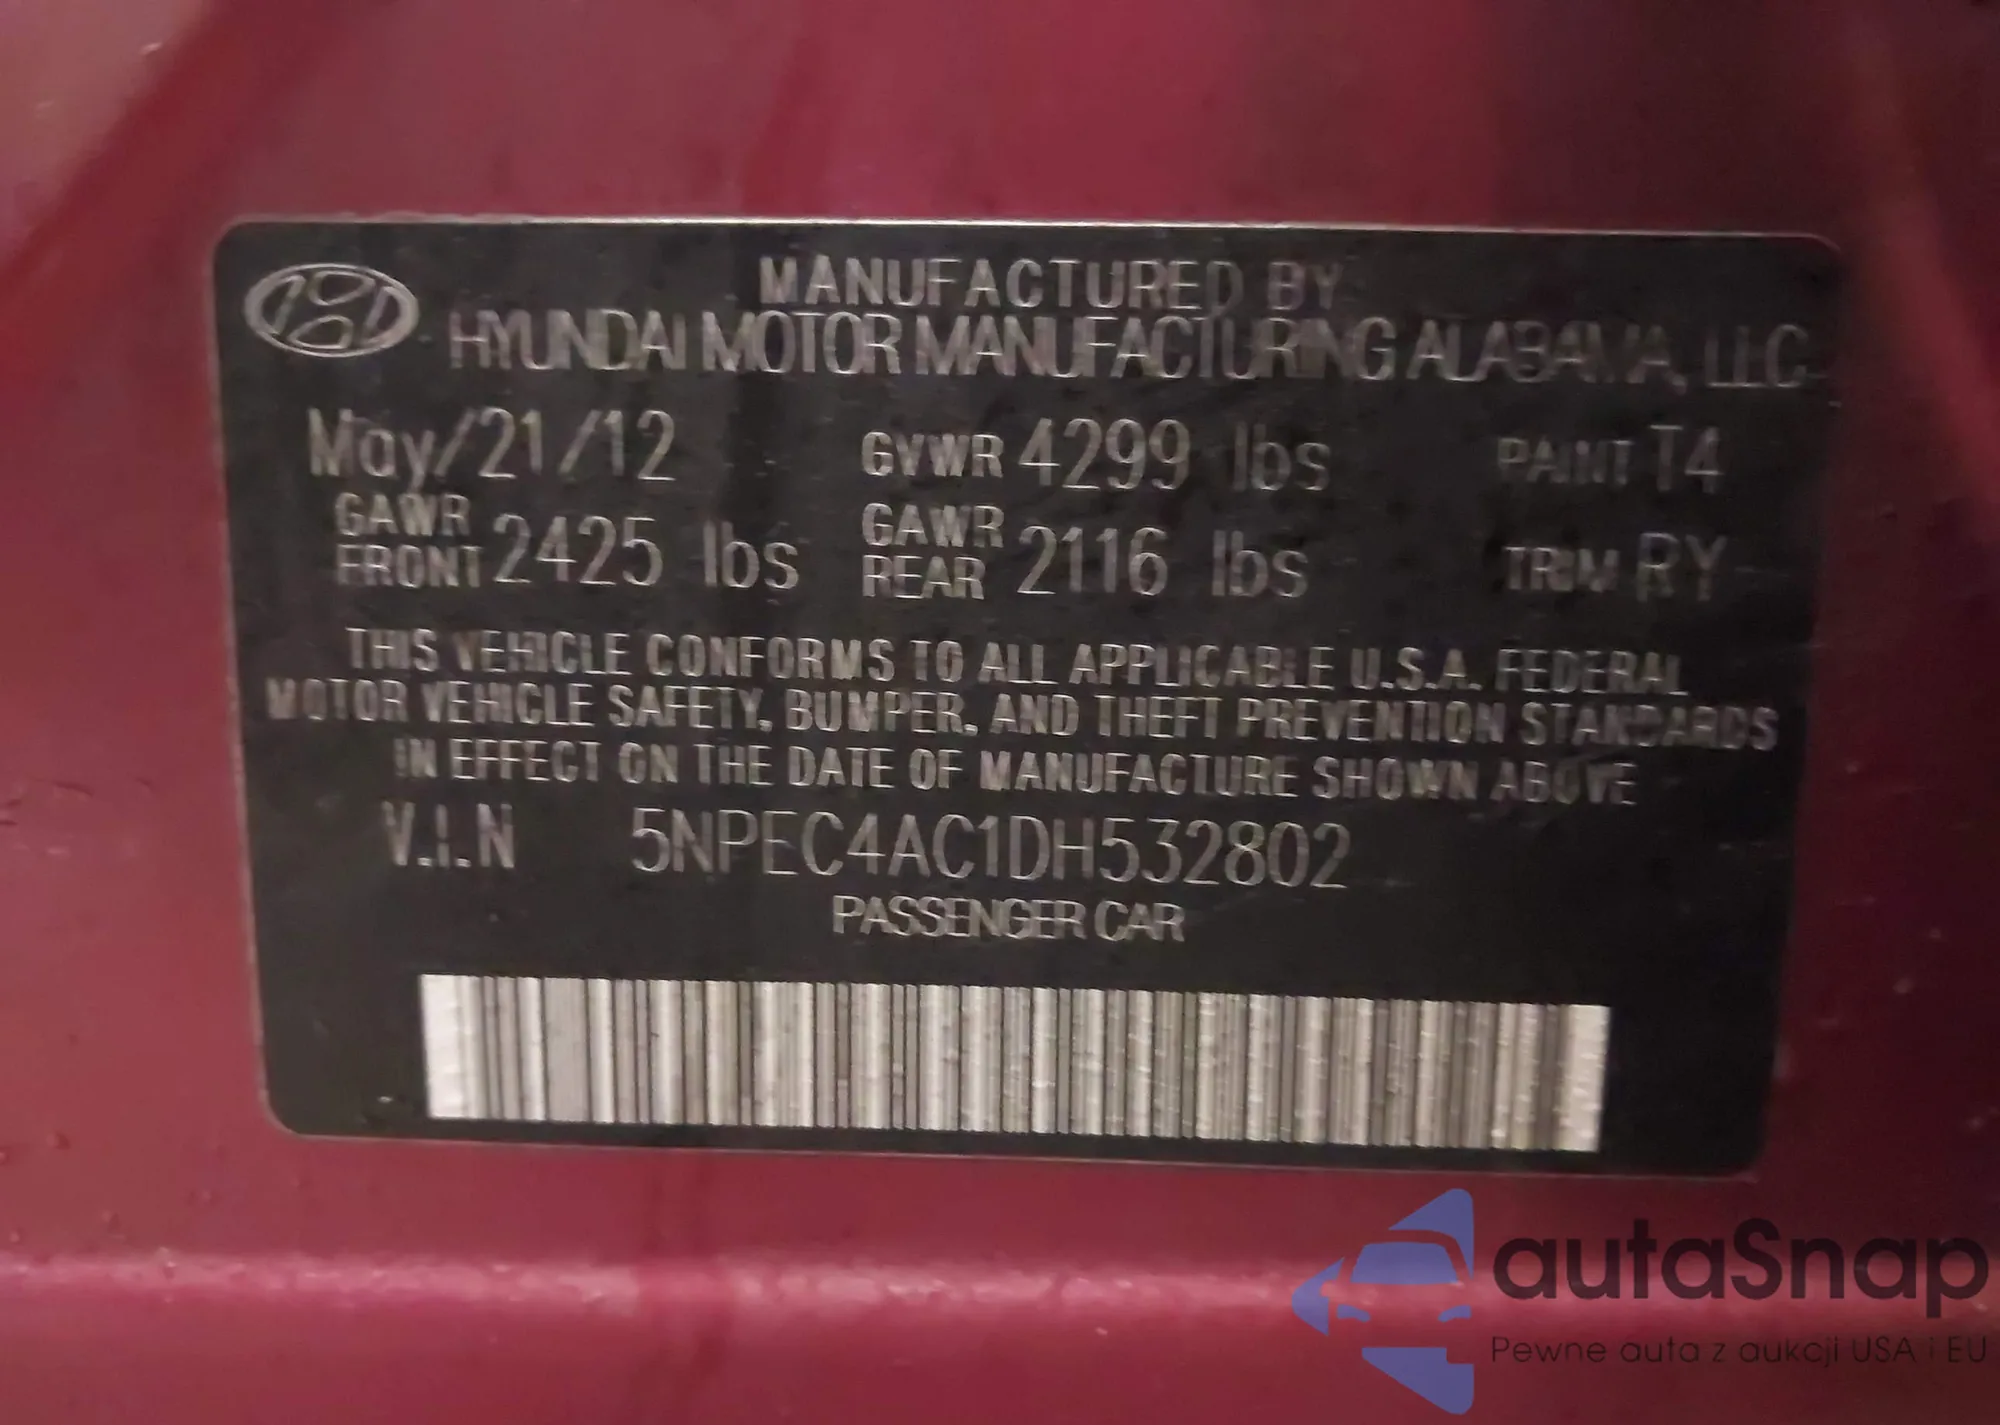 MANUFACTURED BY
HYUNDAI MOTOR MANUFACTURING ALABAMA, LLC
May/21/12 GVWR 4299 lbs PAINT T4
GAWR FRONT 2425 lbs GAWR REAR 2116 lbs TRIM RY
THIS VEHICLE CONFORMS TO ALL APPLICABLE U.S.A. FEDERAL
MOTOR VEHICLE SAFETY, BUMPER, AND THEFT PREVENTION STANDARDS
IN EFFECT ON THE DATE OF MANUFACTURE SHOWN ABOVE
V.I.N 5NPEC4AC1DH532802
PASSENGER CAR
autaSnap
Pewne auta z aukcji USA i EU